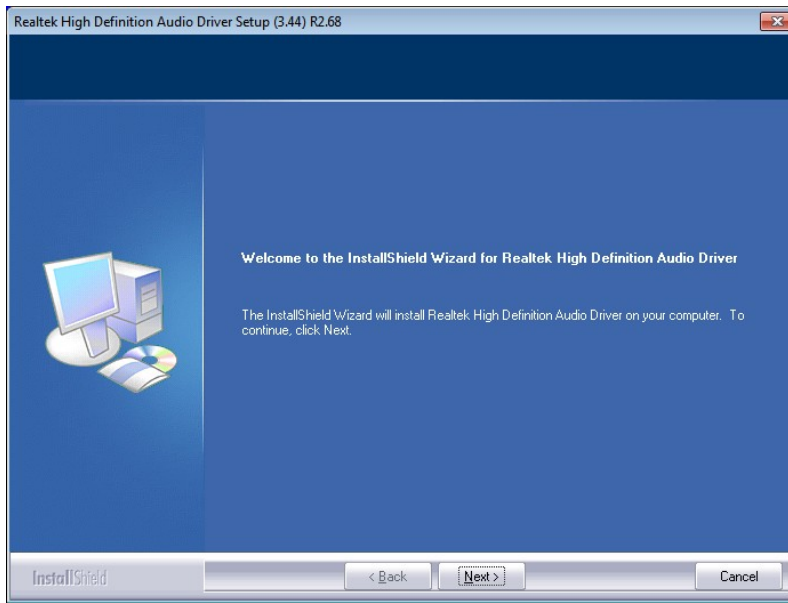 Realtek High Definition Audio Driver Setup (3.44) R2.68
Welcome to the InstallShield Wizard for Realtek High Definition Audio Driver
The InstallShield Wizard will install Realtek High Definition Audio Driver on your computer. To
continue, click Next.
InstallShield
< Back
Next >
Cancel